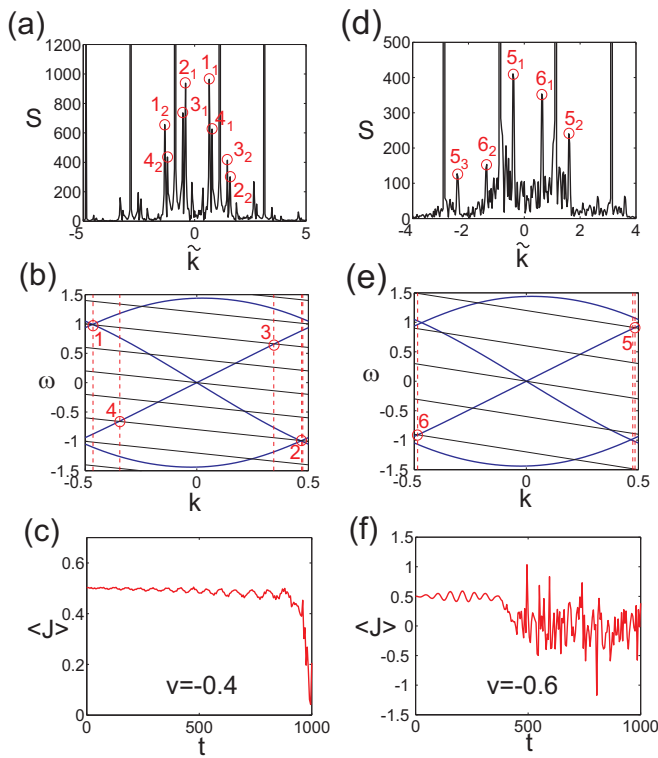 (a)
1200
1000
800
600
400
200
0
S
2₁ 1₁
1₂ 3₁ 4₁
4₂ 3₂
2₂
-5 0 5
k̃
(d)
500
400
300
200
100
0
S
5₁ 6₁
5₂
5₃ 6₂
-4 -2 0 2 4
k̃
(b)
1.5
1
0.5
0
-0.5
-1
-1.5
ω
1 3
4 2
-0.5 0 0.5
k
(e)
1.5
1
0.5
0
-0.5
-1
-1.5
ω
5
6
-0.5 0 0.5
k
(c)
0.6
0.4
0.2
0
<J>
v=-0.4
0 500 1000
t
(f)
1.5
1
0.5
0
-0.5
-1
-1.5
<J>
v=-0.6
0 500 1000
t